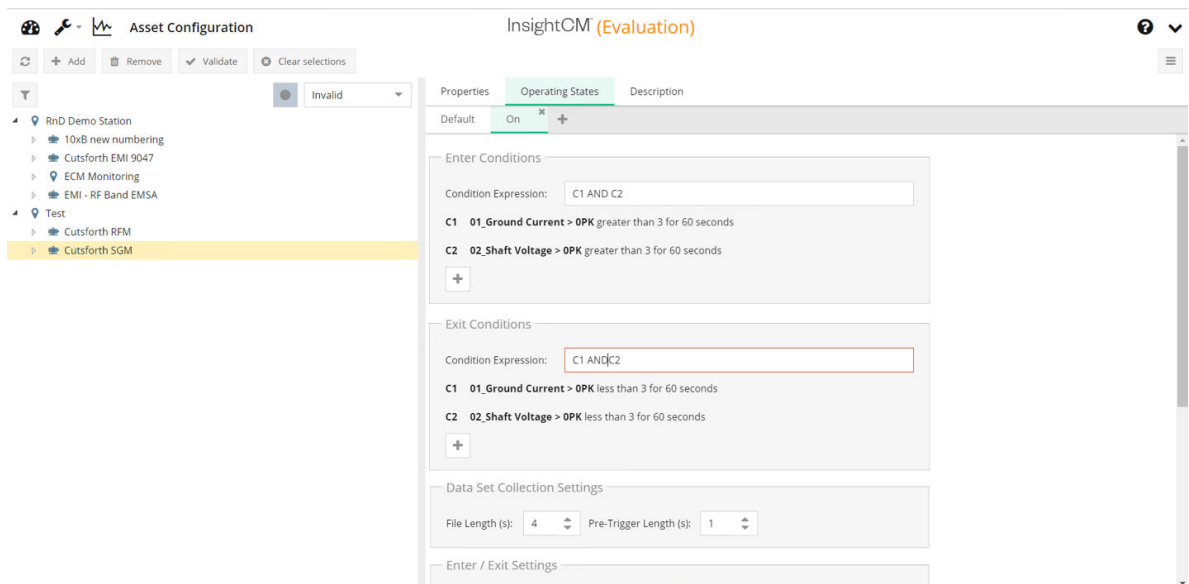 Asset Configuration
InsightCM (Evaluation)
+ Add
Remove
Validate
Clear selections
Invalid
Properties
Operating States
Description
Default
On
RnD Demo Station
10xB new numbering
Cutsforth EMI 9047
ECM Monitoring
EMI - RF Band EMSA
Test
Cutsforth RFM
Cutsforth SGM
Enter Conditions
Condition Expression: C1 AND C2
C1 01_Ground Current > 0PK greater than 3 for 60 seconds
C2 02_Shaft Voltage > 0PK greater than 3 for 60 seconds
Exit Conditions
Condition Expression: C1 ANDC2
C1 01_Ground Current > 0PK less than 3 for 60 seconds
C2 02_Shaft Voltage > 0PK less than 3 for 60 seconds
Data Set Collection Settings
File Length (s): 4 Pre-Trigger Length (s): 1
Enter / Exit Settings